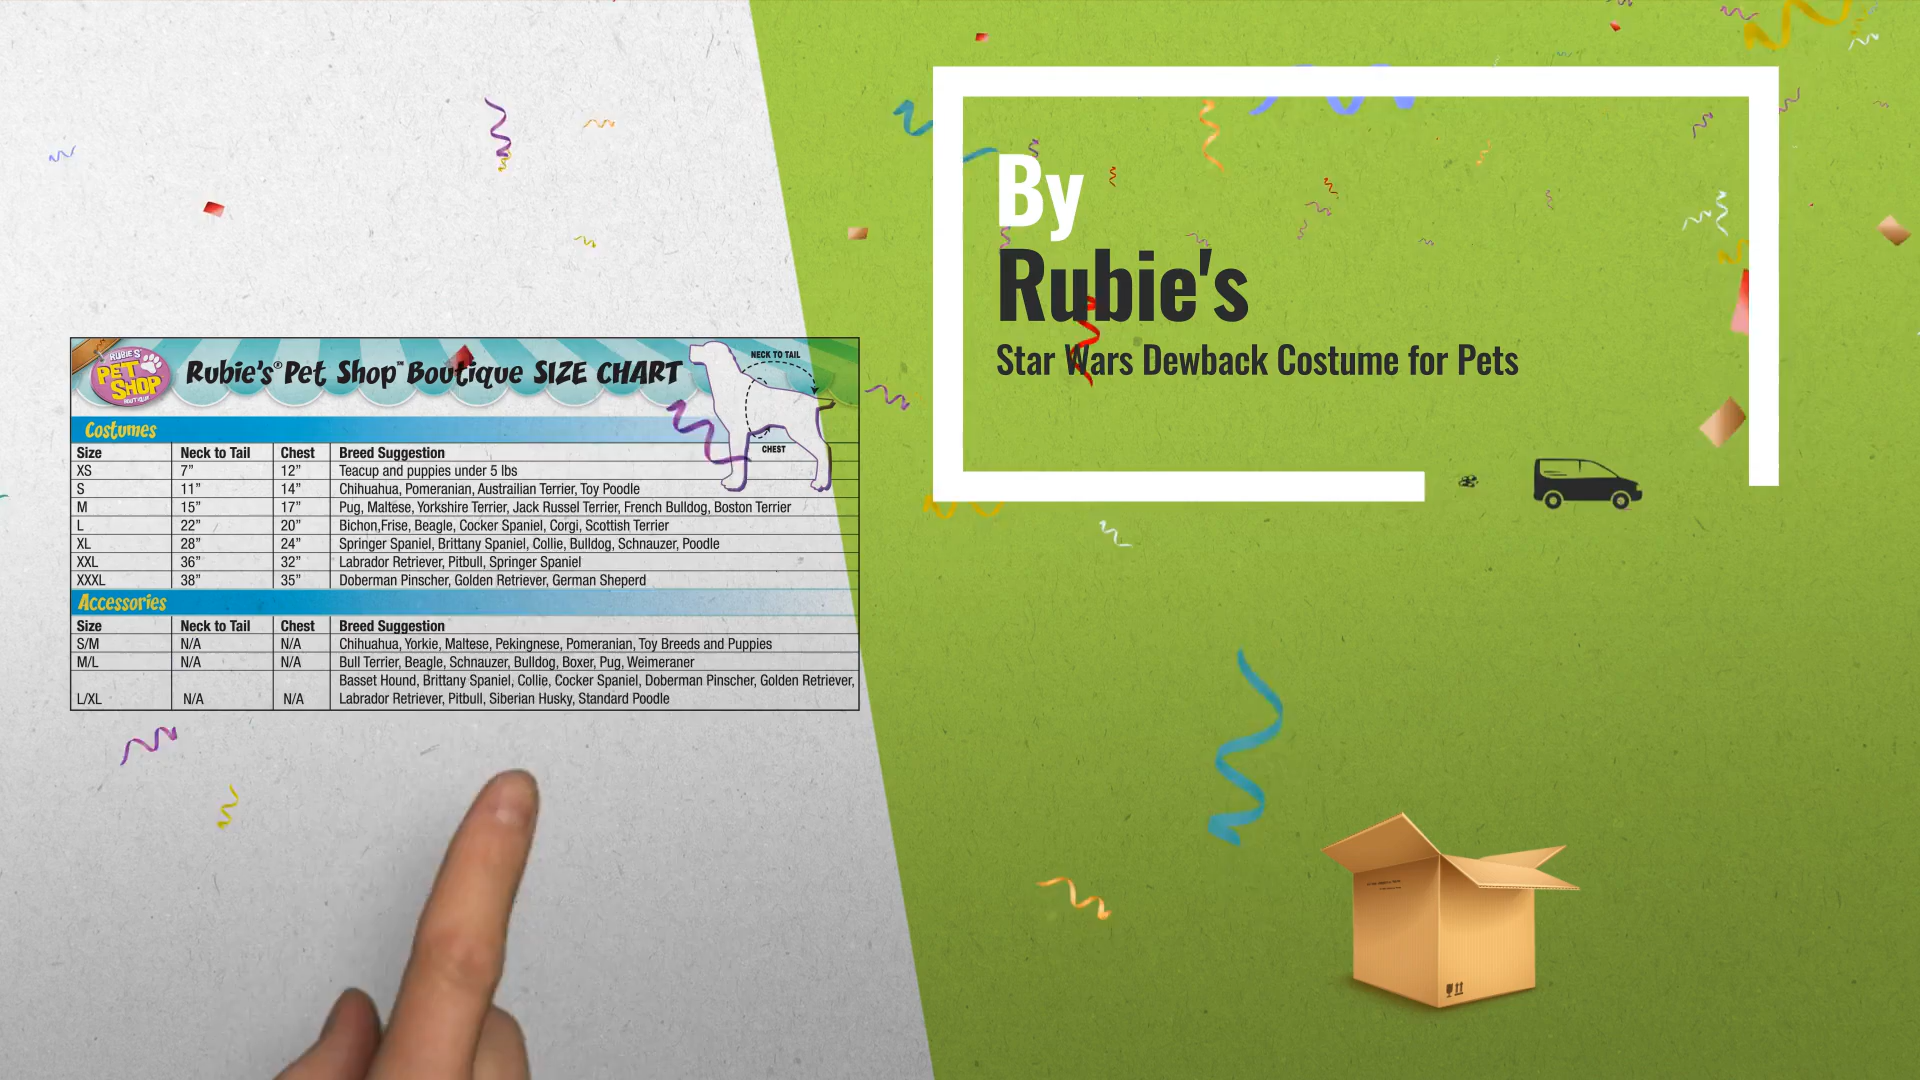 By
Rubie's
Star Wars Dewback Costume for Pets
RUBIE'S
PET
SHOP
BOUTIQUE
Rubie's® Pet Shop™ Boutique SIZE CHART
NECK TO TAIL
CHEST
Costumes
Size Neck to Tail Chest Breed Suggestion
XS 7” 12” Teacup and puppies under 5 lbs
S 11” 14” Chihuahua, Pomeranian, Austrailian Terrier, Toy Poodle
M 15” 17” Pug, Maltese, Yorkshire Terrier, Jack Russel Terrier, French Bulldog, Boston Terrier
L 22” 20” Bichon,Frise, Beagle, Cocker Spaniel, Corgi, Scottish Terrier
XL 28” 24” Springer Spaniel, Brittany Spaniel, Collie, Bulldog, Schnauzer, Poodle
XXL 36” 32” Labrador Retriever, Pitbull, Springer Spaniel
XXXL 38” 35” Doberman Pinscher, Golden Retriever, German Sheperd
Accessories
Size Neck to Tail Chest Breed Suggestion
S/M N/A N/A Chihuahua, Yorkie, Maltese, Pekingnese, Pomeranian, Toy Breeds and Puppies
M/L N/A N/A Bull Terrier, Beagle, Schnauzer, Bulldog, Boxer, Pug, Weimeraner
Basset Hound, Brittany Spaniel, Collie, Cocker Spaniel, Doberman Pinscher, Golden Retriever,
L/XL N/A N/A Labrador Retriever, Pitbull, Siberian Husky, Standard Poodle